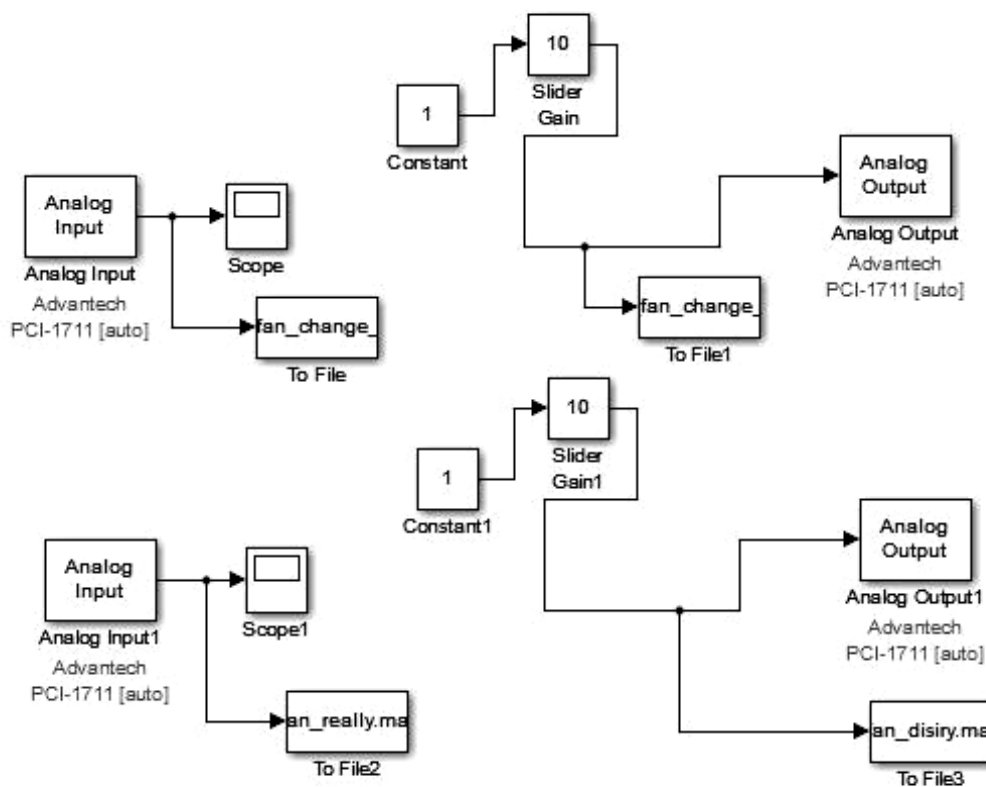 10
Slider
Gain
1
Constant
Analog
Output
Analog Output
Advantech
PCI-1711 [auto]
Analog
Input
Analog Input
Advantech
PCI-1711 [auto]
Scope
fan_change_
To File
fan_change_
To File1
10
Slider
Gain1
1
Constant1
Analog
Output
Analog Output1
Advantech
PCI-1711 [auto]
Analog
Input
Analog Input1
Advantech
PCI-1711 [auto]
Scope1
an_really.ma
To File2
an_disiry.ma
To File3